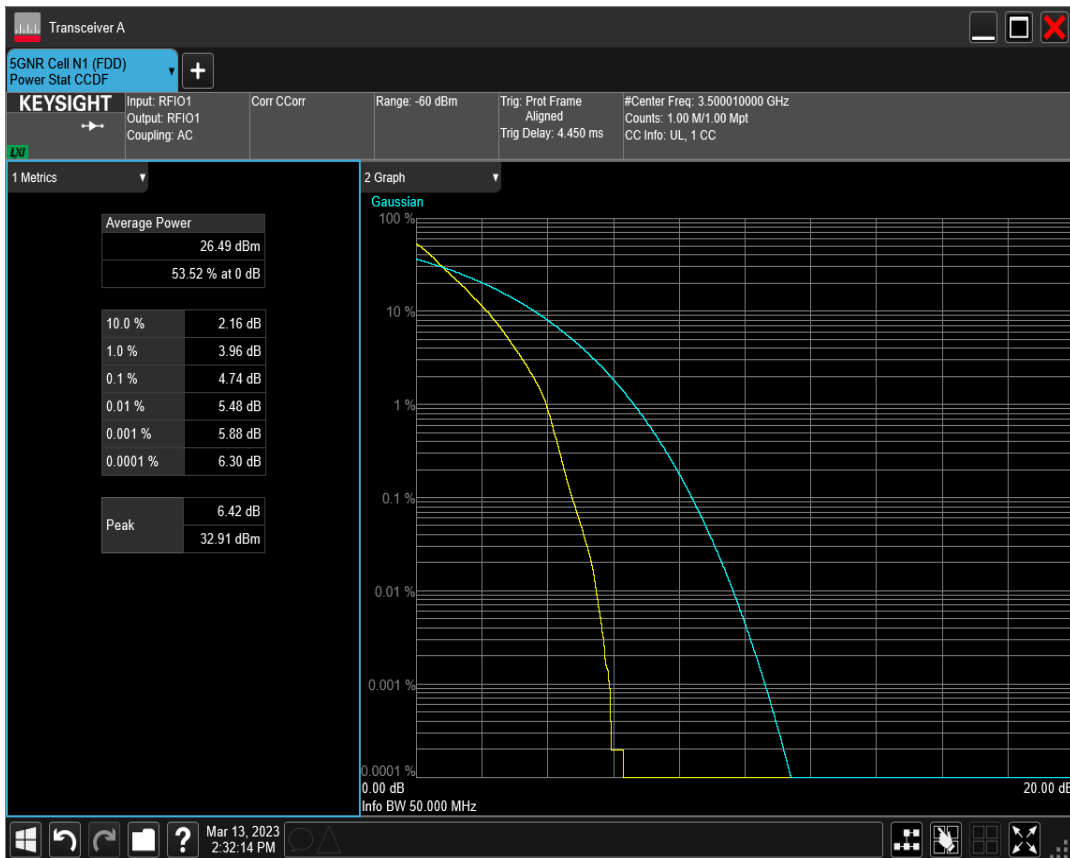 Transceiver A
5GNR Cell N1 (FDD)
Power Stat CCDF
KEYSIGHT
LXI
Input: RFIO1
Output: RFIO1
Coupling: AC
Corr CCorr
Range: -60 dBm
Trig: Prot Frame
Aligned
Trig Delay: 4.450 ms
#Center Freq: 3.500010000 GHz
Counts: 1.00 M/1.00 Mpt
CC Info: UL, 1 CC
1 Metrics
Average Power
26.49 dBm
53.52 % at 0 dB
10.0 % 2.16 dB
1.0 % 3.96 dB
0.1 % 4.74 dB
0.01 % 5.48 dB
0.001 % 5.88 dB
0.0001 % 6.30 dB
Peak
6.42 dB
32.91 dBm
2 Graph
Gaussian
100 %
10 %
1 %
0.1 %
0.01 %
0.001 %
0.0001 %
0.00 dB 20.00 dB
Info BW 50.000 MHz
?
Mar 13, 2023
2:32:14 PM